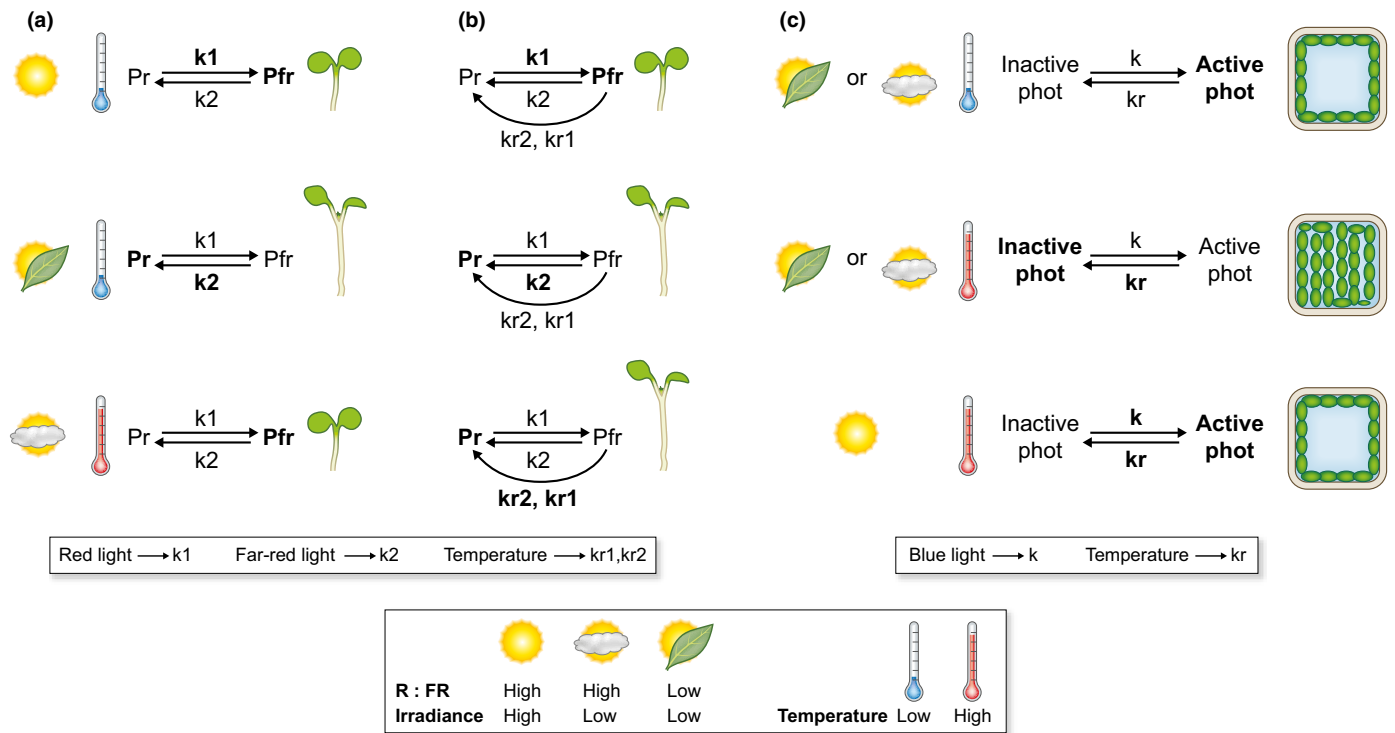 (a)
k1
Pr
Pfr
k2
k1
Pr
Pfr
k2
k1
Pr
Pfr
k2
(b)
k1
Pr
Pfr
k2
kr2, kr1
k1
Pr
Pfr
k2
kr2, kr1
k1
Pr
Pfr
k2
kr2, kr1
(c)
or
Inactive
phot
k
kr
Active
phot
or
Inactive
phot
k
kr
Active
phot
Inactive
phot
k
kr
Active
phot
Red light k1 Far-red light k2 Temperature kr1,kr2
Blue light k Temperature kr
R : FR High High Low
Irradiance High Low Low Temperature Low High